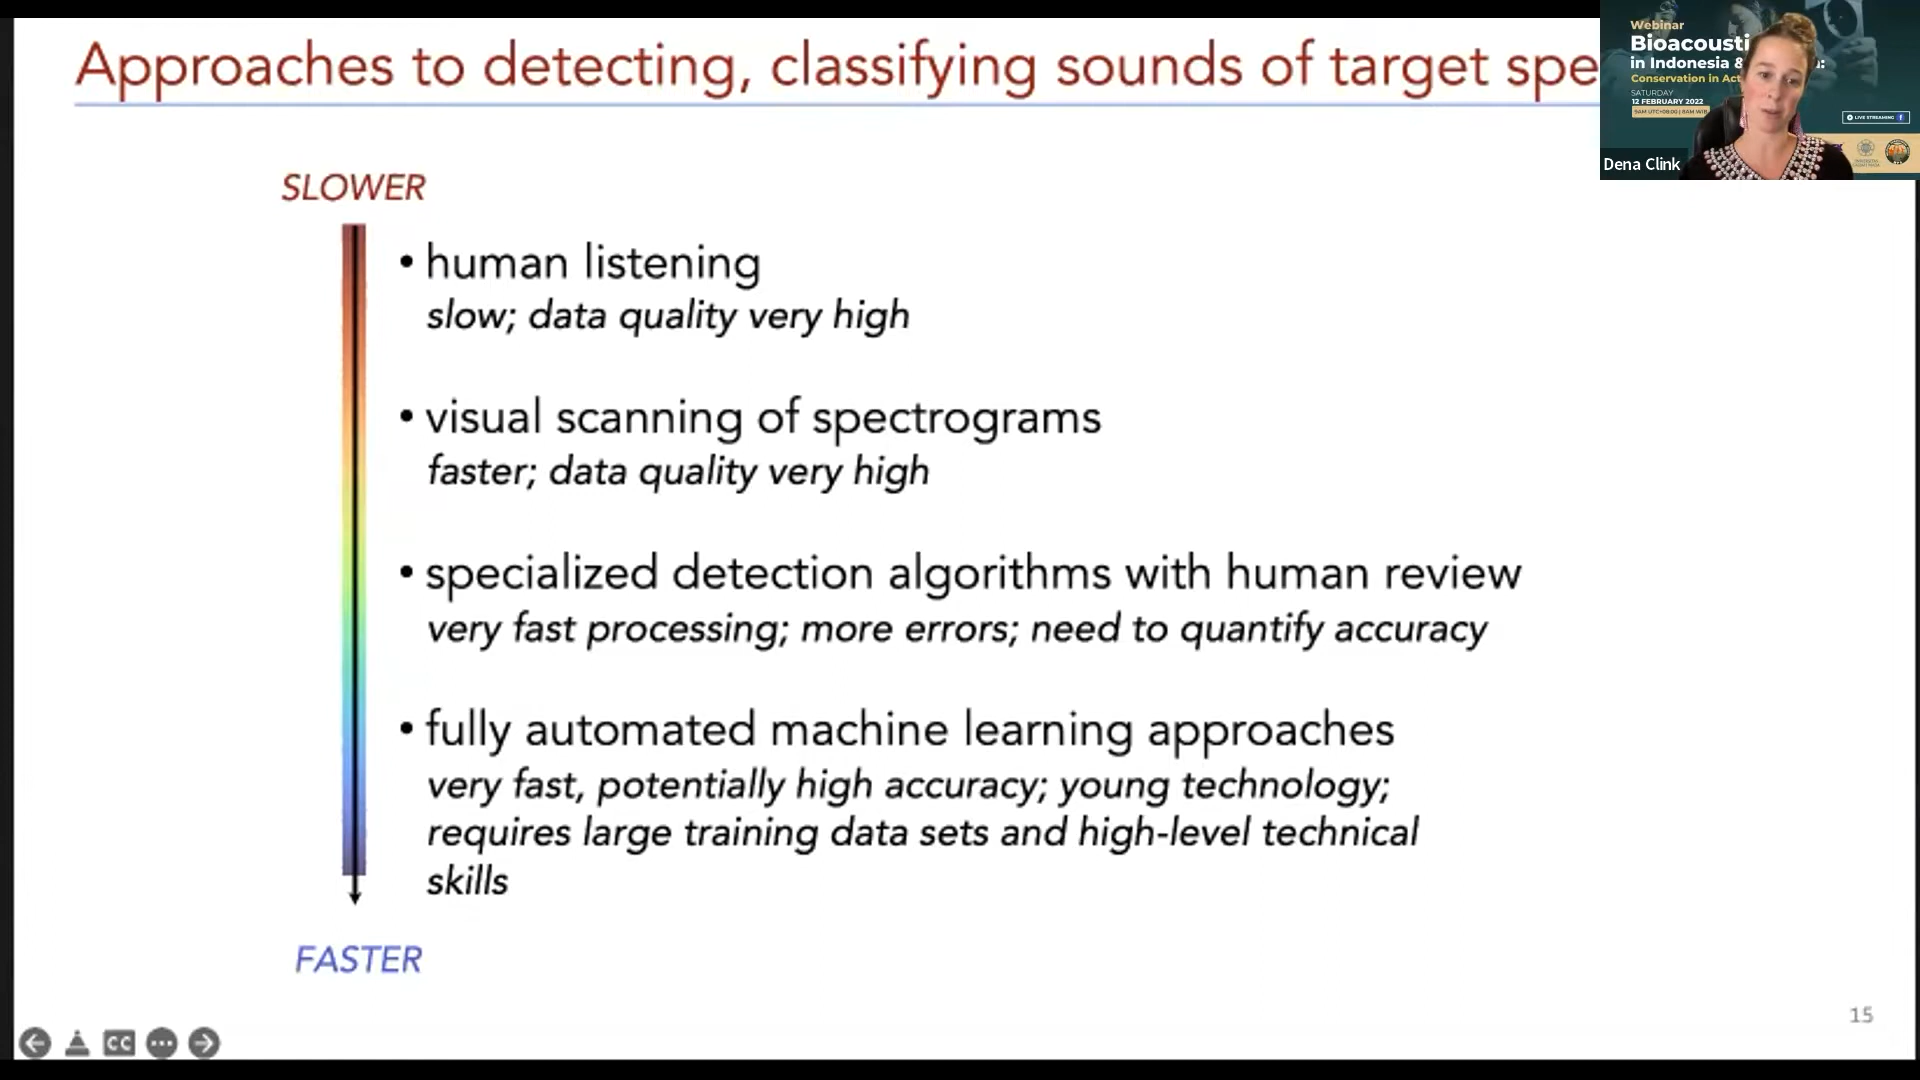 Approaches to detecting, classifying sounds of target spe
Webinar
Bioacousti
in Indonesia &
Conservation in Act
SATURDAY
12 FEBRUARY 2022
LIVE STREAMING
Dena Clink
SLOWER
• human listening
slow; data quality very high
• visual scanning of spectrograms
faster; data quality very high
• specialized detection algorithms with human review
very fast processing; more errors; need to quantify accuracy
• fully automated machine learning approaches
very fast, potentially high accuracy; young technology;
requires large training data sets and high-level technical
skills
FASTER
15
CC